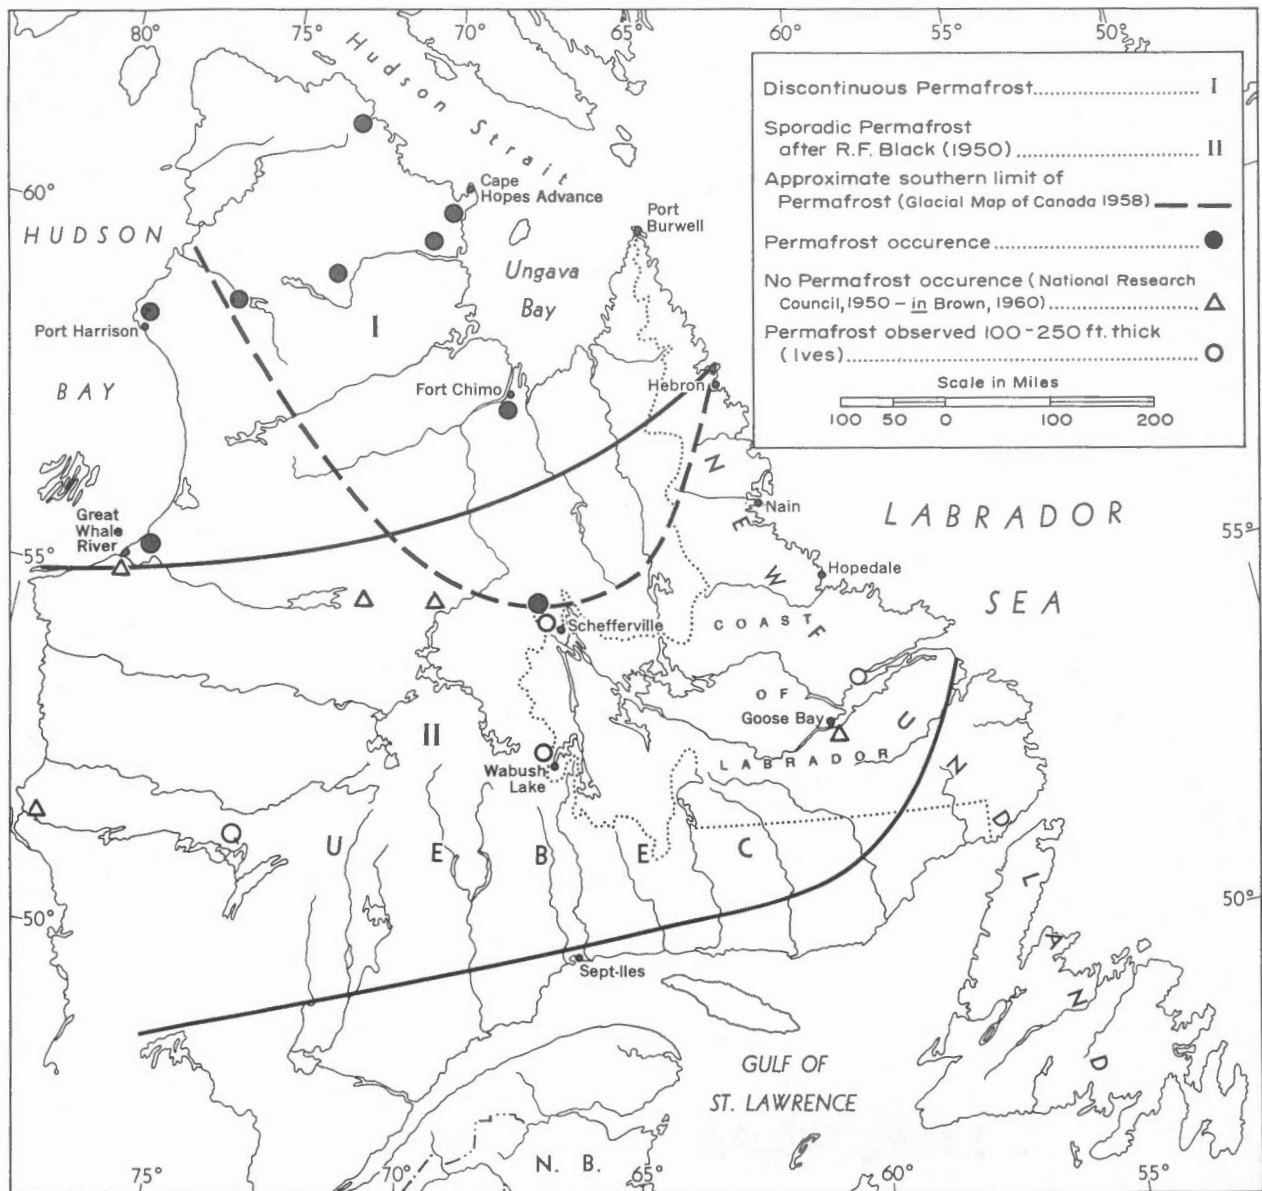 80° 75° 70° 65° 60° 55° 50°
Hudson Strait
Discontinuous Permafrost I
Sporadic Permafrost
after R.F. Black (1950) II
Approximate southern limit of
Permafrost (Glacial Map of Canada 1958)
Permafrost occurence
No Permafrost occurence (National Research
Council, 1950 - in Brown, 1960)
Permafrost observed 100-250 ft. thick
(Ives)
Scale in Miles
100 50 0 100 200
60°
Cape
Hopes Advance
Port
Burwell
HUDSON
BAY
Ungava
Bay
Port Harrison
I
Fort Chimo
Hebron
Nain
LABRADOR
SEA
Great
Whale
River
55°
55°
Hopedale
Schefferville
COAST
OF
LABRADOR
Goose Bay
II
Wabush
Lake
QUEBEC
NEWFOUNDLAND
50°
50°
Sept-Iles
GULF OF
ST. LAWRENCE
N. B.
75° 70° 65° 60° 55°